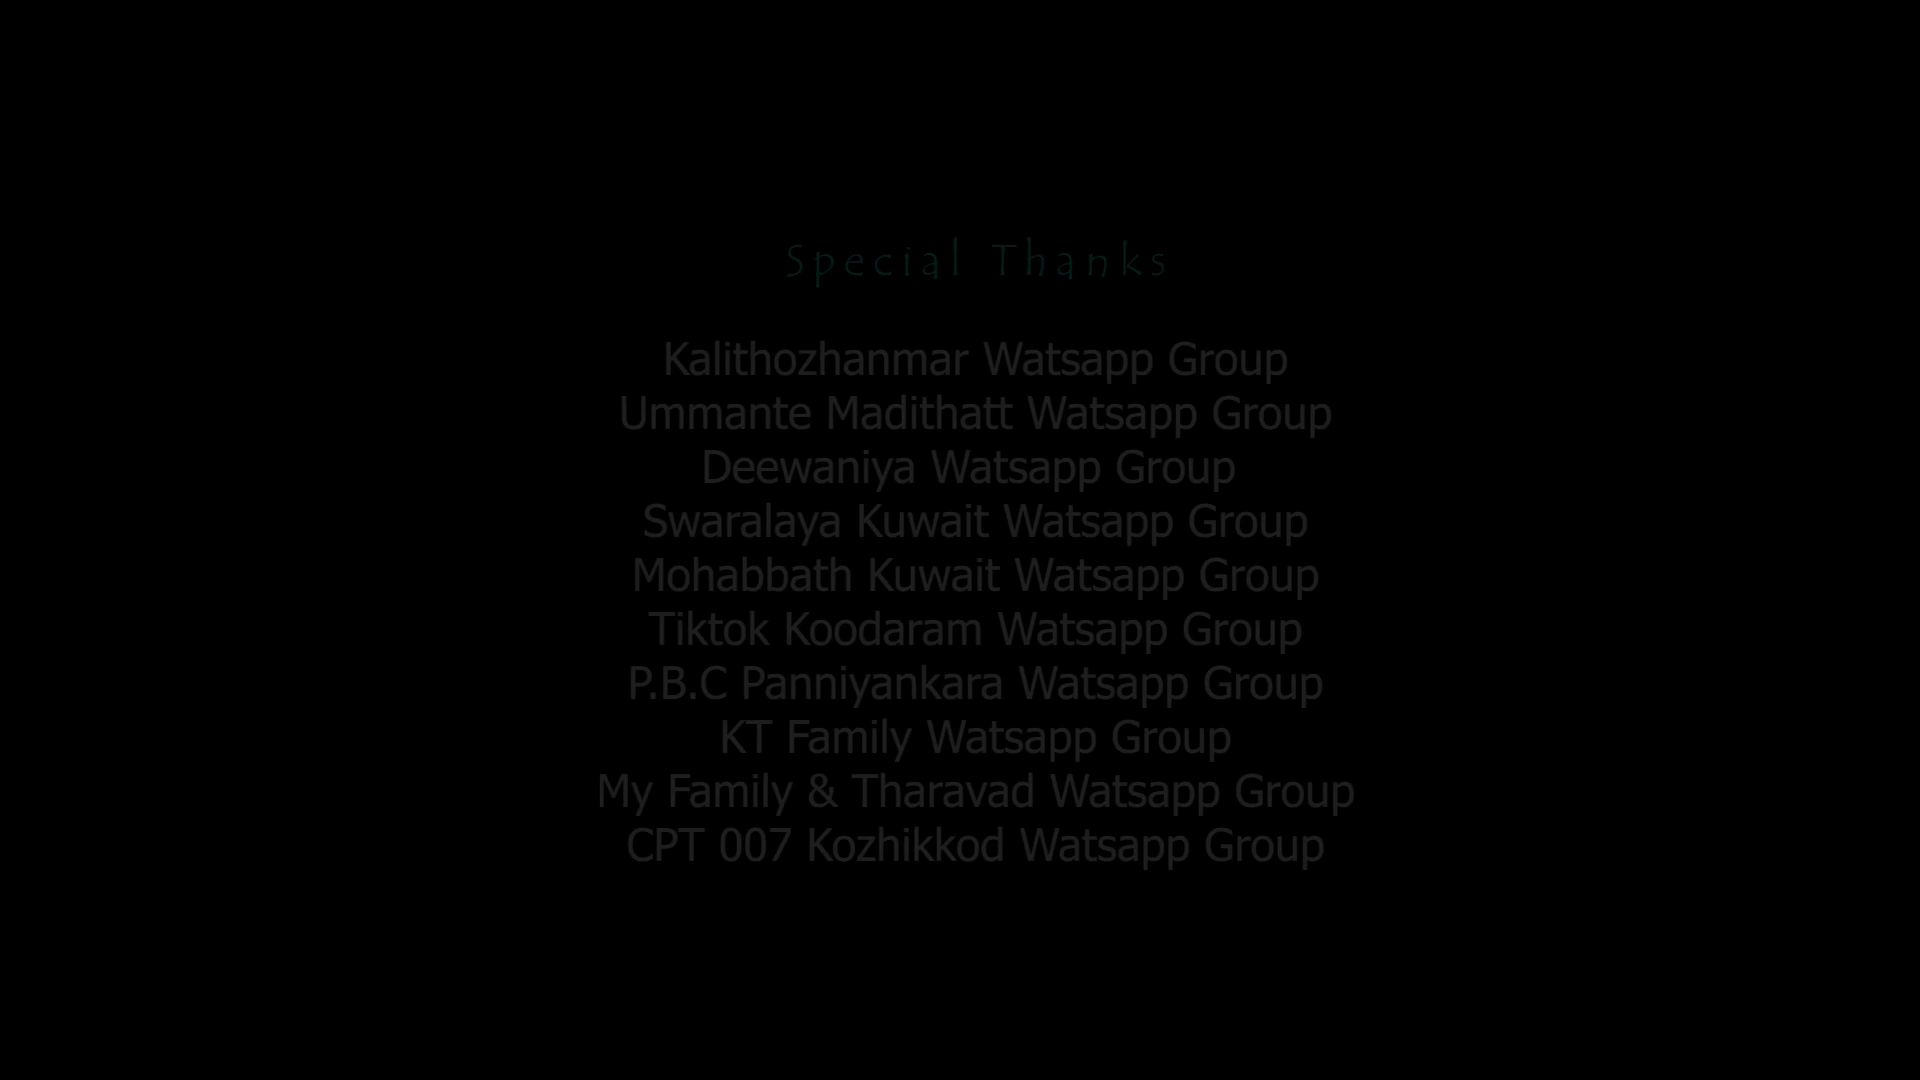 Special Thanks
Kalithozhanmar Watsapp Group
Ummante Madithatt Watsapp Group
Deewaniya Watsapp Group
Swaralaya Kuwait Watsapp Group
Mohabbath Kuwait Watsapp Group
Tiktok Koodaram Watsapp Group
P.B.C Panniyankara Watsapp Group
KT Family Watsapp Group
My Family & Tharavad Watsapp Group
CPT 007 Kozhikkod Watsapp Group